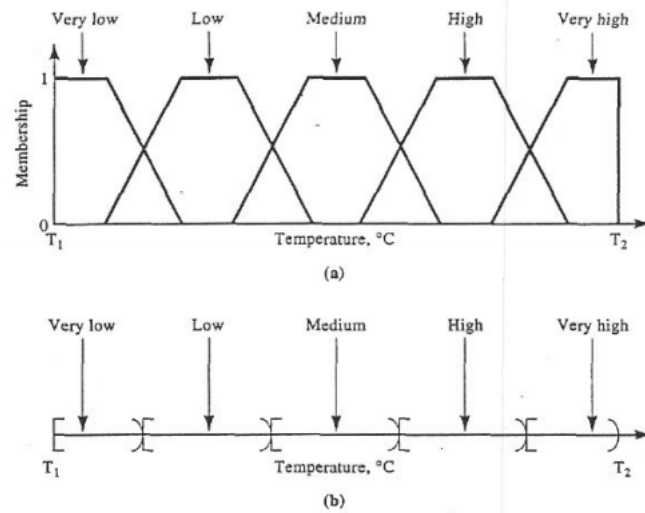 Very low Low Medium High Very high
1
Membership
0
T₁ Temperature, °C T₂
(a)
Very low Low Medium High Very high
T₁ Temperature, °C T₂
(b)